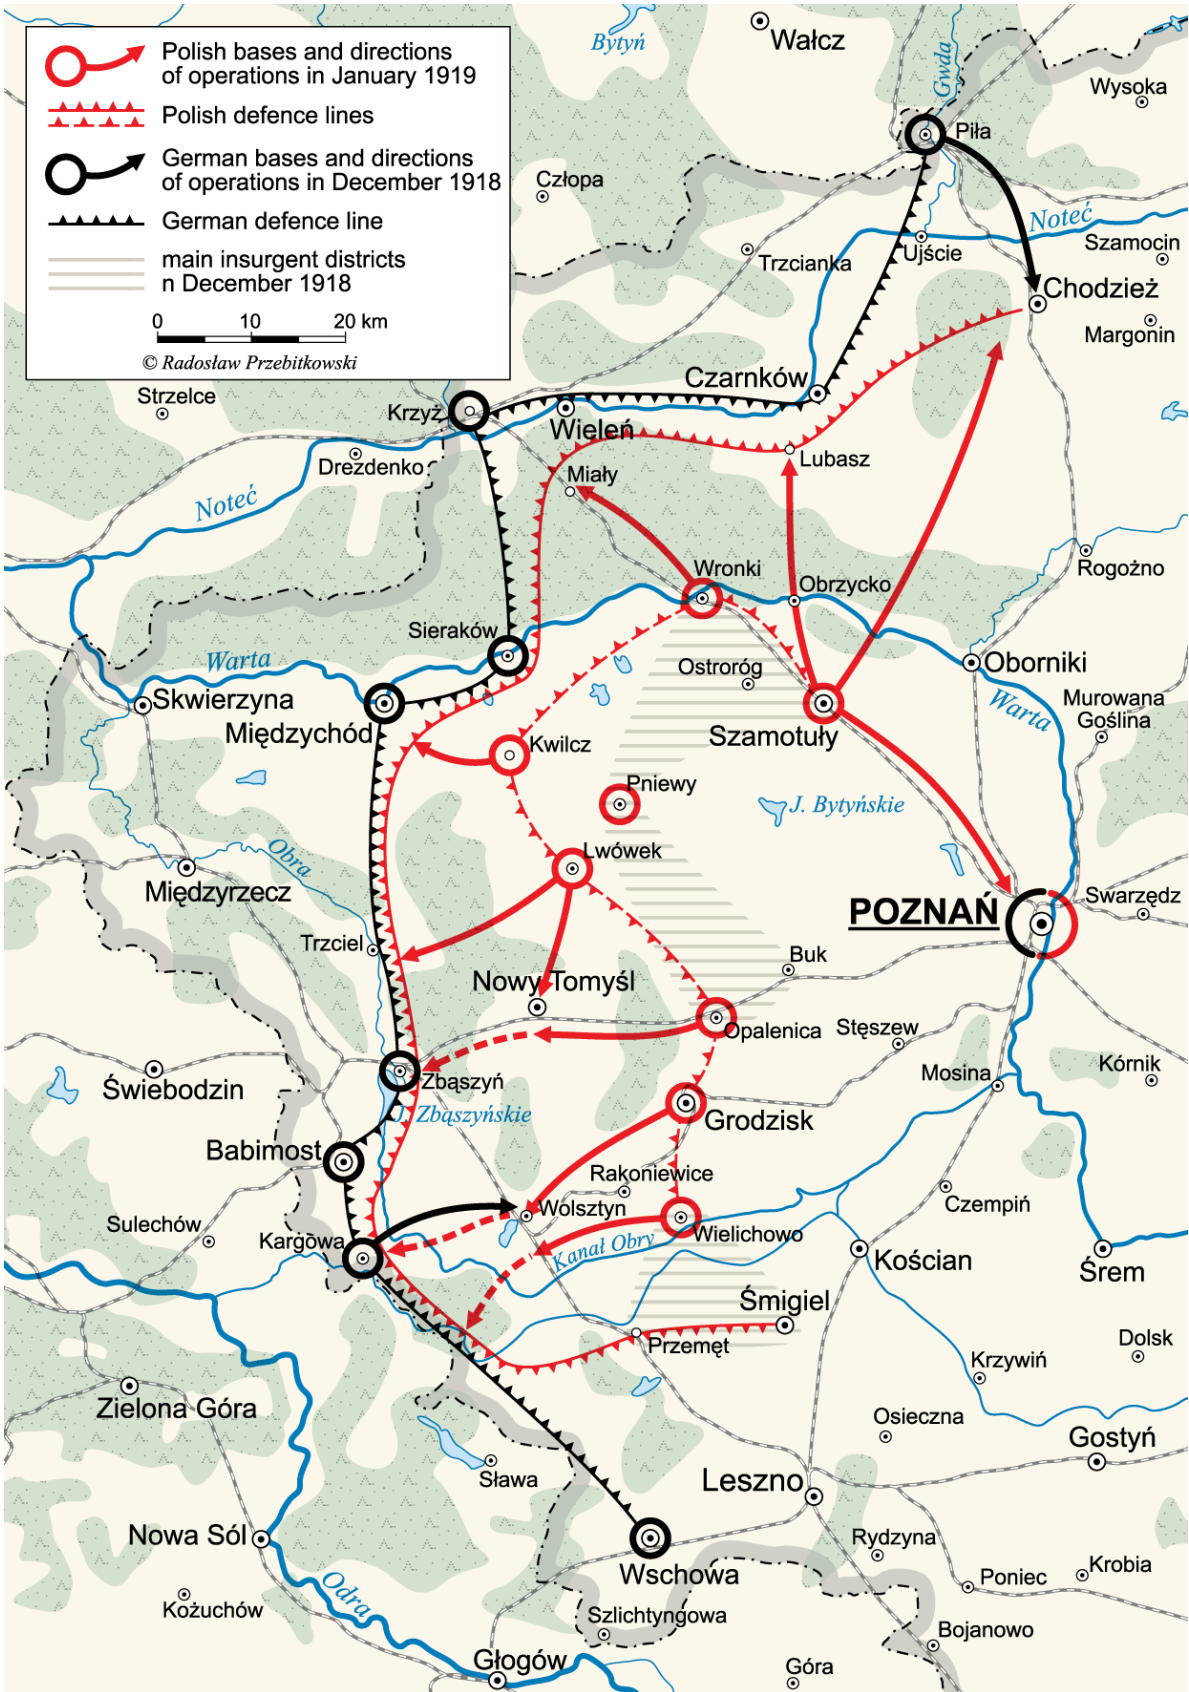 Polish bases and directions
of operations in January 1919
Polish defence lines
German bases and directions
of operations in December 1918
German defence line
main insurgent districts
n December 1918
0 10 20 km
© Radosław Przebitkowski
Bytyń
Wałcz
Gwda
Wysoka
Piła
Człopa
Noteć
Szamocin
Trzcianka
Ujście
Chodzież
Margonin
Czarnków
Strzelce
Krzyż
Wieleń
Drezdenko
Lubasz
Miały
Noteć
Rogoźno
Wronki
Obrzycko
Sieraków
Warta
Ostroróg
Oborniki
Skwierzyna
Międzychód
Szamotuły
Warta
Murowana
Goślina
Kwilcz
Pniewy
J. Bytyńskie
Obra
Lwówek
Międzyrzecz
POZNAŃ
Swarzędz
Trzciel
Buk
Nowy Tomyśl
Opalenica
Stęszew
Świebodzin
Zbąszyń
Mosina
Kórnik
J. Zbąszyńskie
Grodzisk
Babimost
Rakoniewice
Czempiń
Sulechów
Wolsztyn
Kargowa
Wielichowo
Kanał Obry
Kościan
Śrem
Śmigiel
Przemęt
Dolsk
Krzywiń
Zielona Góra
Osieczna
Gostyń
Sława
Leszno
Nowa Sól
Rydzyna
Wschowa
Krobia
Poniec
Odra
Kożuchów
Szlichtyngowa
Bojanowo
Głogów
Góra